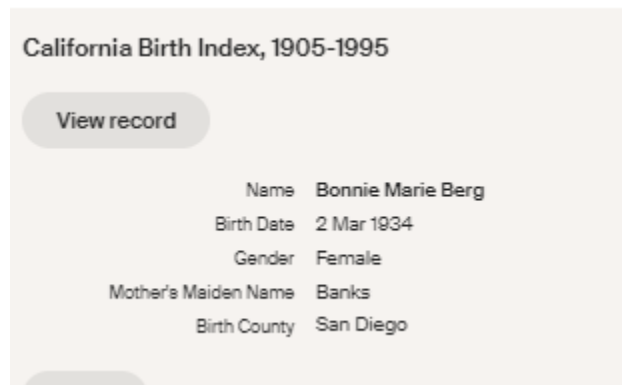 California Birth Index, 1905-1995
View record
Name Bonnie Marie Berg
Birth Date 2 Mar 1934
Gender Female
Mother's Maiden Name Banks
Birth County San Diego